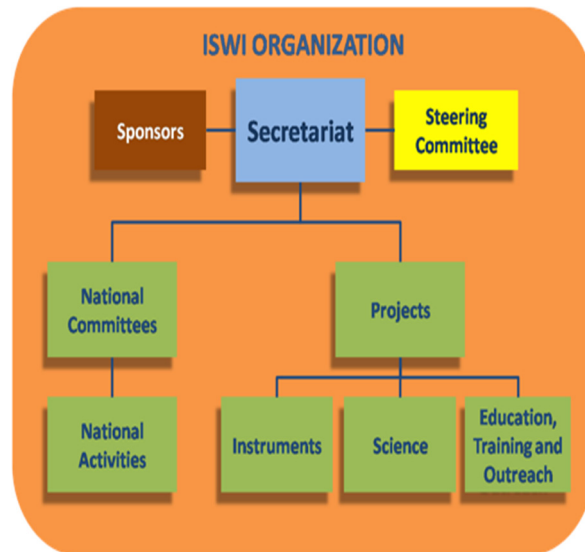 ISWI ORGANIZATION
Sponsors
Secretariat
Steering
Committee
National
Committees
Projects
National
Activities
Instruments
Science
Education,
Training and
Outreach